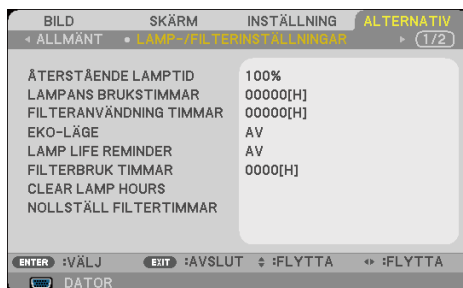 BILD SKÄRM INSTÄLLNING ALTERNATIV
ALLMÄNT • LAMP-/FILTERINSTÄLLNINGAR (1/2)
ÅTERSTÅENDE LAMPTID 100%
LAMPANS BRUKSTIMMAR 00000[H]
FILTERANVÄNDNING TIMMAR 00000[H]
EKO-LÄGE AV
LAMP LIFE REMINDER AV
FILTERBRUK TIMMAR 0000[H]
CLEAR LAMP HOURS
NOLLSTÄLL FILTERTIMMAR
ENTER :VÄLJ EXIT :AVSLUT :FLYTTA :FLYTTA
DATOR